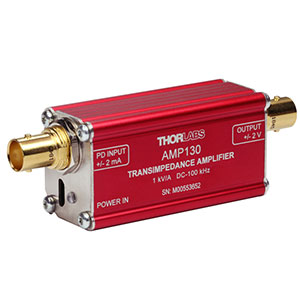 THORLABS
PD INPUT
+/- 2 mA
OUTPUT
+/- 2 V
AMP130
TRANSIMPEDANCE AMPLIFIER
1 kV/A DC-100 kHz
POWER IN
SN: M00553652